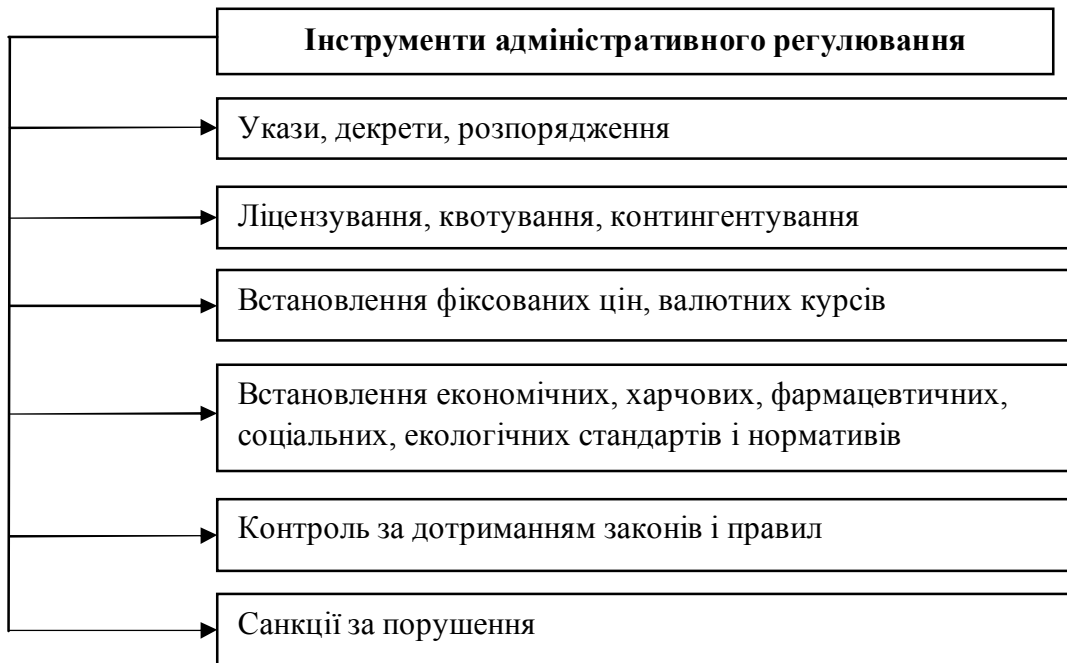 Інструменти адміністративного регулювання
Укази, декрети, розпорядження
Ліцензування, квотування, контингентування
Встановлення фіксованих цін, валютних курсів
Встановлення економічних, харчових, фармацевтичних,
соціальних, екологічних стандартів і нормативів
Контроль за дотриманням законів і правил
Санкції за порушення